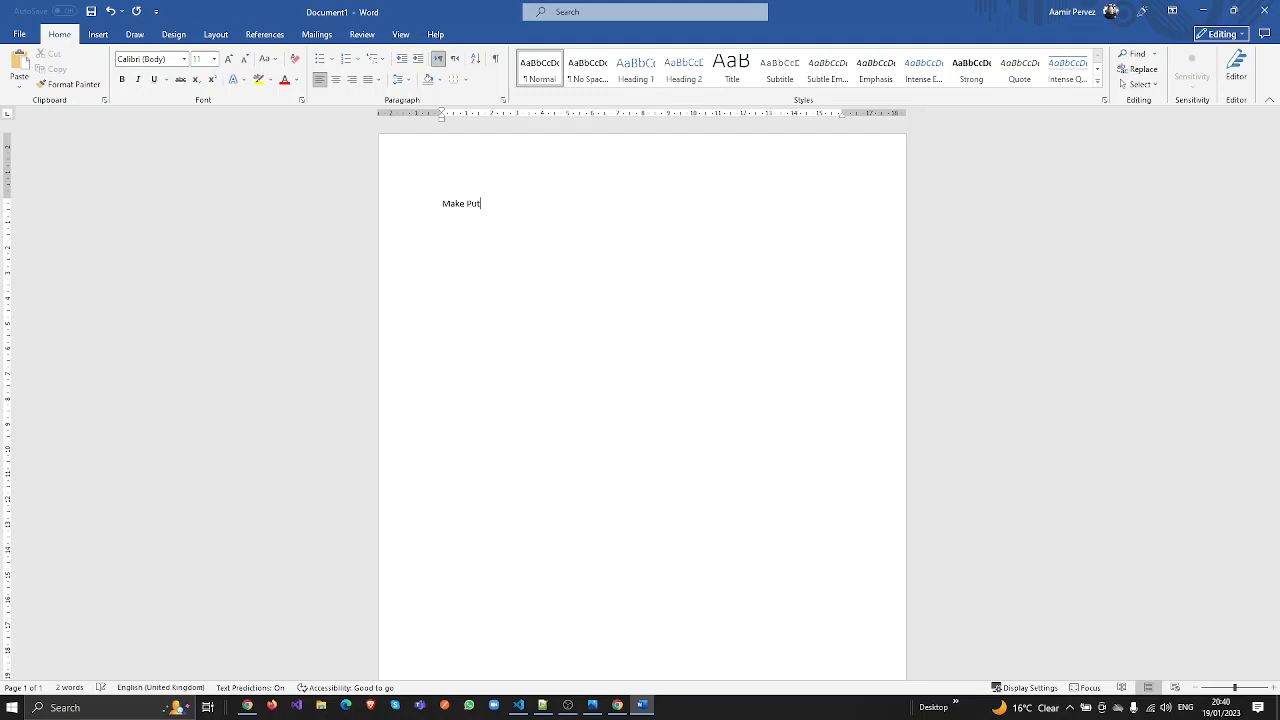 AutoSave Off Document1 - Word Search Aamir Pervez
File Home Insert Draw Design Layout References Mailings Review View Help Editing
Paste Cut Copy Format Painter Clipboard
Calibri (Body) 11 Font
Paragraph
AaBbCcDc ¶ Normal
AaBbCcDc ¶ No Spac...
AaBbCc Heading 1
AaBbCcD Heading 2
AaB Title
AaBbCcD Subtitle
AaBbCcDc Subtle Em...
AaBbCcDc Emphasis
AaBbCcDc Intense E...
AaBbCcDc Strong
AaBbCcDc Quote
AaBbCcDc Intense Q...
Styles
Find Replace Select Editing
Sensitivity Sensitivity
Editor Editor
Make Put
Page 1 of 1 2 words English (United Kingdom) Text Predictions: On Accessibility: Good to go Display Settings Focus
Search Desktop 16°C Clear ENG 20:40
19/01/2023